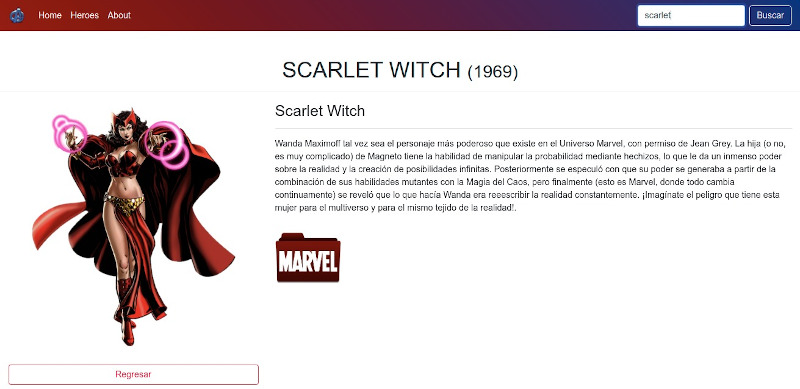 Home Heroes About scarlet Buscar
SCARLET WITCH (1969)
Scarlet Witch
Wanda Maximoff tal vez sea el personaje más poderoso que existe en el Universo Marvel, con permiso de Jean Grey. La hija (o no,
es muy complicado) de Magneto tiene la habilidad de manipular la probabilidad mediante hechizos, lo que le da un inmenso poder
sobre la realidad y la creación de posibilidades infinitas. Posteriormente se especuló con que su poder se generaba a partir de la
combinación de sus habilidades mutantes con la Magia del Caos, pero finalmente (esto es Marvel, donde todo cambia
continuamente) se reveló que lo que hacía Wanda era reeescribir la realidad constantemente. ¡Imagínate el peligro que tiene esta
mujer para el multiverso y para el mismo tejido de la realidad!.
MARVEL
Regresar